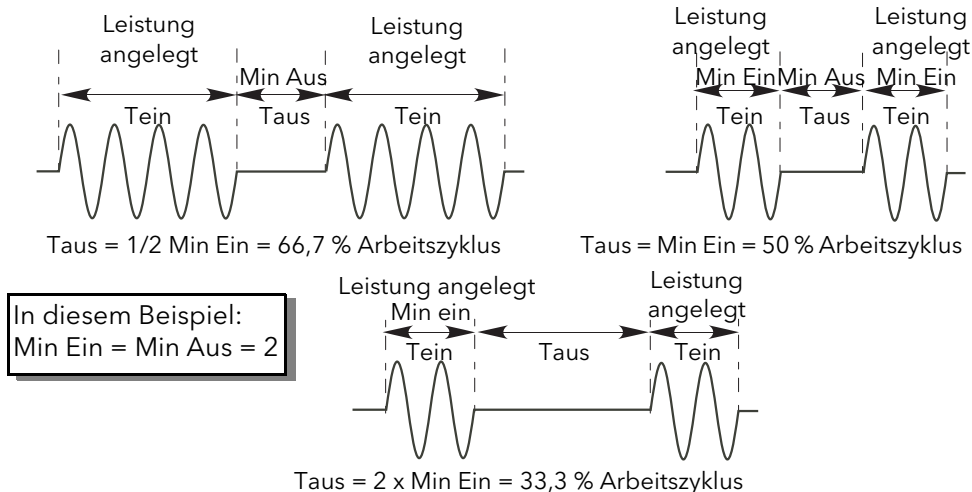 Leistung
angelegt
Leistung
angelegt
Min Aus
Tein
Taus
Tein
Taus = 1/2 Min Ein = 66,7 % Arbeitszyklus
Leistung
angelegt
Leistung
angelegt
Min Ein
Min Aus
Min Ein
Tein
Taus
Tein
Taus = Min Ein = 50 % Arbeitszyklus
In diesem Beispiel:
Min Ein = Min Aus = 2
Leistung angelegt
Min ein
Leistung
angelegt
Tein
Taus
Tein
Taus = 2 x Min Ein = 33,3 % Arbeitszyklus